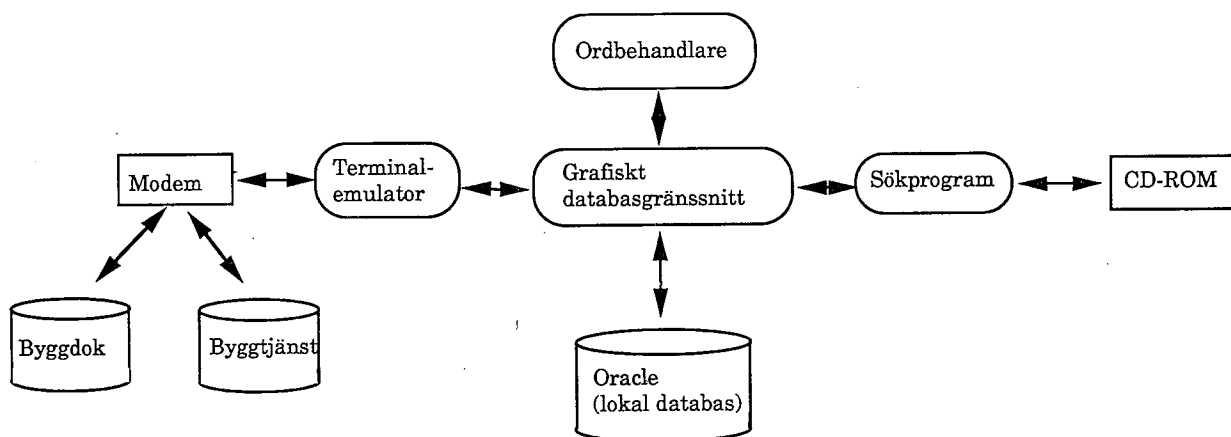 Ordbehandlare
Modem
Terminal-
emulator
Grafiskt
databasgränssnitt
Sökprogram
CD-ROM
Byggdok
Byggtjänst
Oracle
(lokal databas)